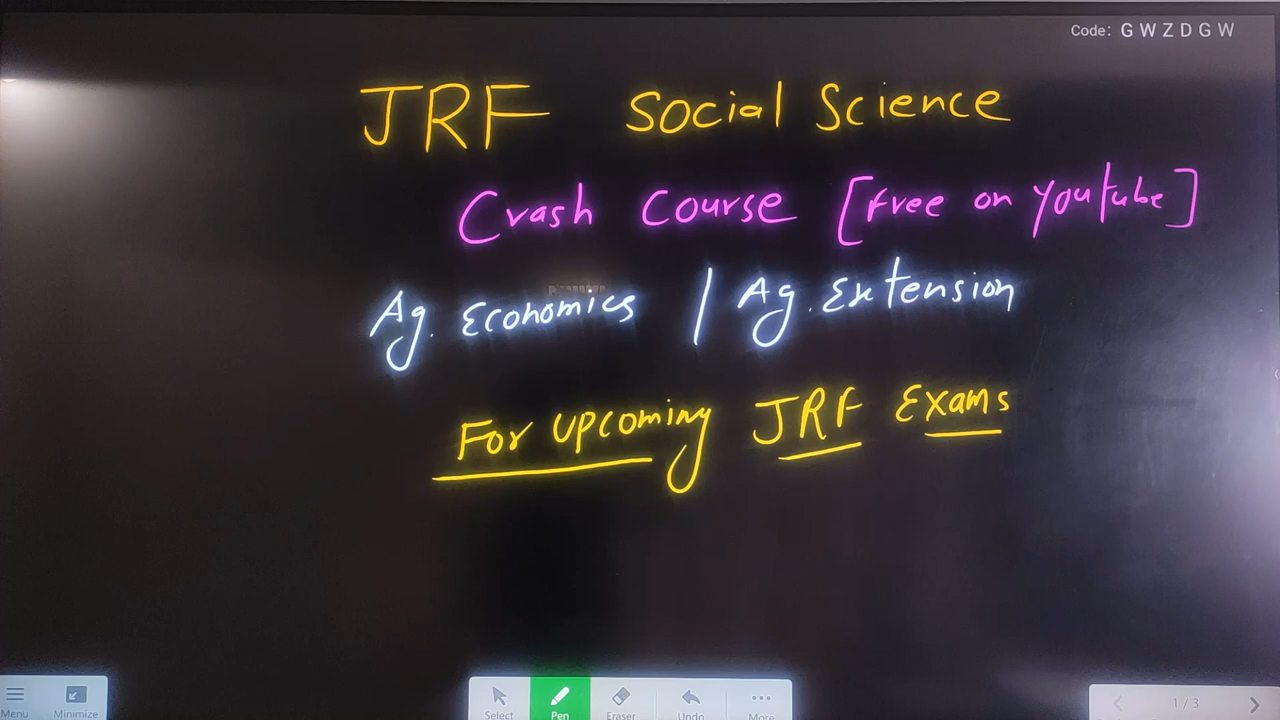 Code: GWZDGW
JRF Social Science
Crash Course [Free on YouTube]
Ag. Economics / Ag. Extension
For upcoming JRF Exams
Menu Minimize Select Pen Eraser Undo More 1/3